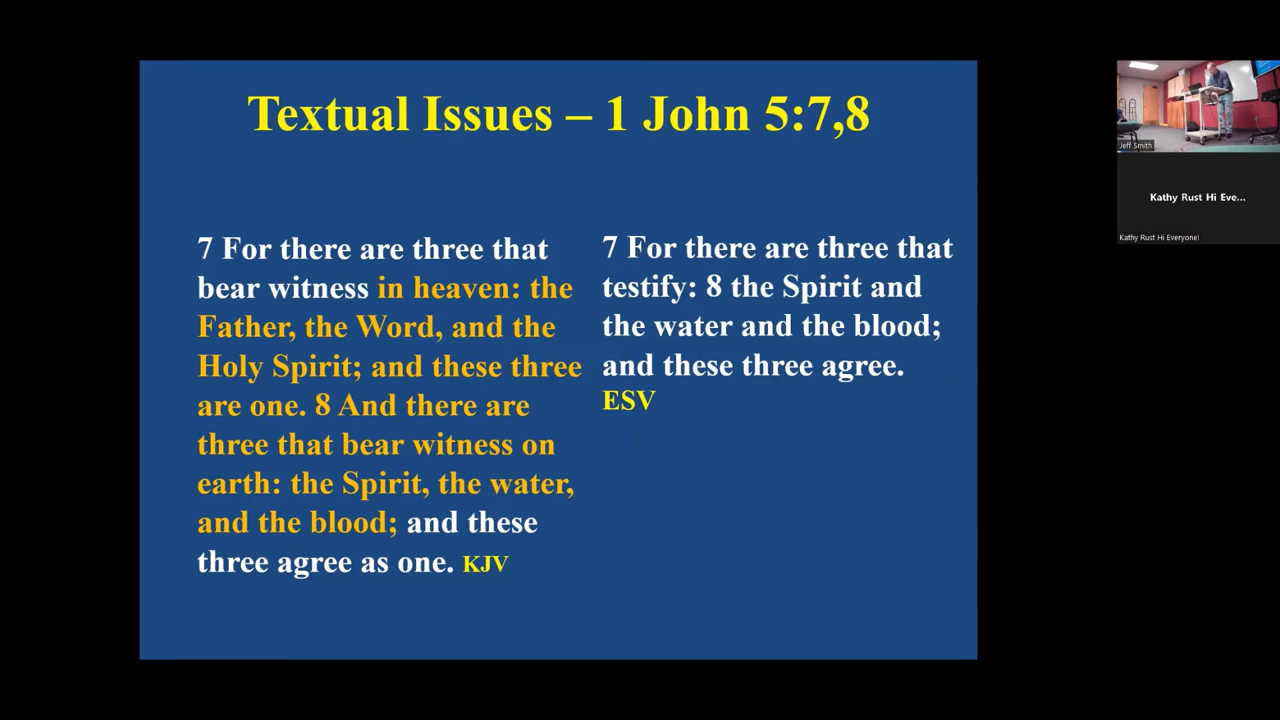 Textual Issues – 1 John 5:7,8
7 For there are three that
bear witness in heaven: the
Father, the Word, and the
Holy Spirit; and these three
are one. 8 And there are
three that bear witness on
earth: the Spirit, the water,
and the blood; and these
three agree as one. KJV
7 For there are three that
testify: 8 the Spirit and
the water and the blood;
and these three agree.
ESV
Jeff Smith
Kathy Rust Hi Eve...
Kathy Rust Hi Everyone!